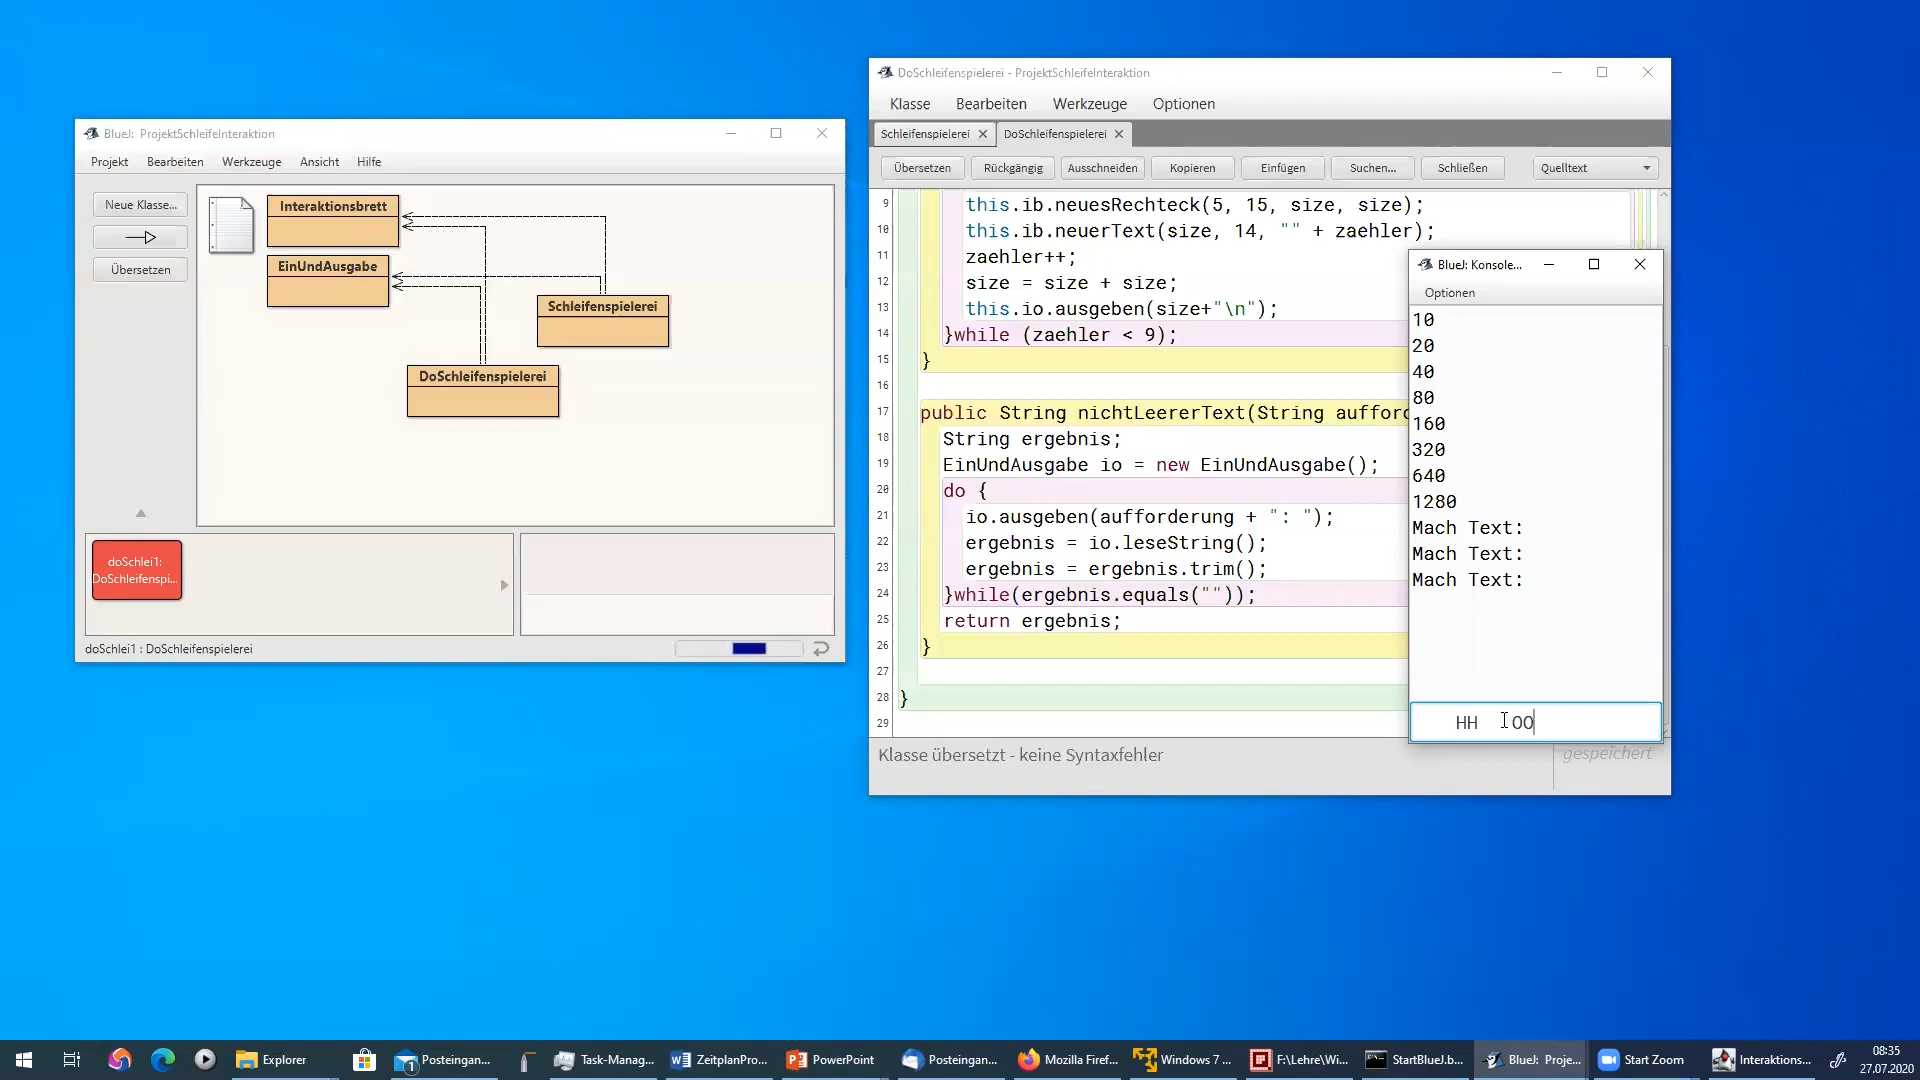 BlueJ: ProjektSchleifeInteraktion
Projekt Bearbeiten Werkzeuge Ansicht Hilfe
Neue Klasse...
Übersetzen
Interaktionsbrett
EinUndAusgabe
Schleifenspielerei
DoSchleifenspielerei
doSchlei1:
DoSchleifenspi...
doSchlei1 : DoSchleifenspielerei
DoSchleifenspielerei - ProjektSchleifeInteraktion
Klasse Bearbeiten Werkzeuge Optionen
Schleifenspielerei DoSchleifenspielerei
Übersetzen Rückgängig Ausschneiden Kopieren Einfügen Suchen... Schließen Quelltext
9 this.ib.neuesRechteck(5, 15, size, size);
10 this.ib.neuerText(size, 14, "" + zaehler);
11 zaehler++;
12 size = size + size;
13 this.io.ausgeben(size+"\n");
14 }while (zaehler < 9);
15 }
16
17 public String nichtLeererText(String auffor
18 String ergebnis;
19 EinUndAusgabe io = new EinUndAusgabe();
20 do {
21 io.ausgeben(aufforderung + ": ");
22 ergebnis = io.leseString();
23 ergebnis = ergebnis.trim();
24 }while(ergebnis.equals(""));
25 return ergebnis;
26 }
27
28 }
29
Klasse übersetzt - keine Syntaxfehler
gespeichert
BlueJ: Konsole...
Optionen
10
20
40
80
160
320
640
1280
Mach Text:
Mach Text:
Mach Text:
HH OO
Explorer 1 Posteingan... Task-Manag... ZeitplanPro... PowerPoint Posteingan... Mozilla Firef... Windows 7 ... F:\Lehre\Wi... StartBlueJ.b... BlueJ: Proje... Start Zoom Interaktions...
08:35
27.07.2020